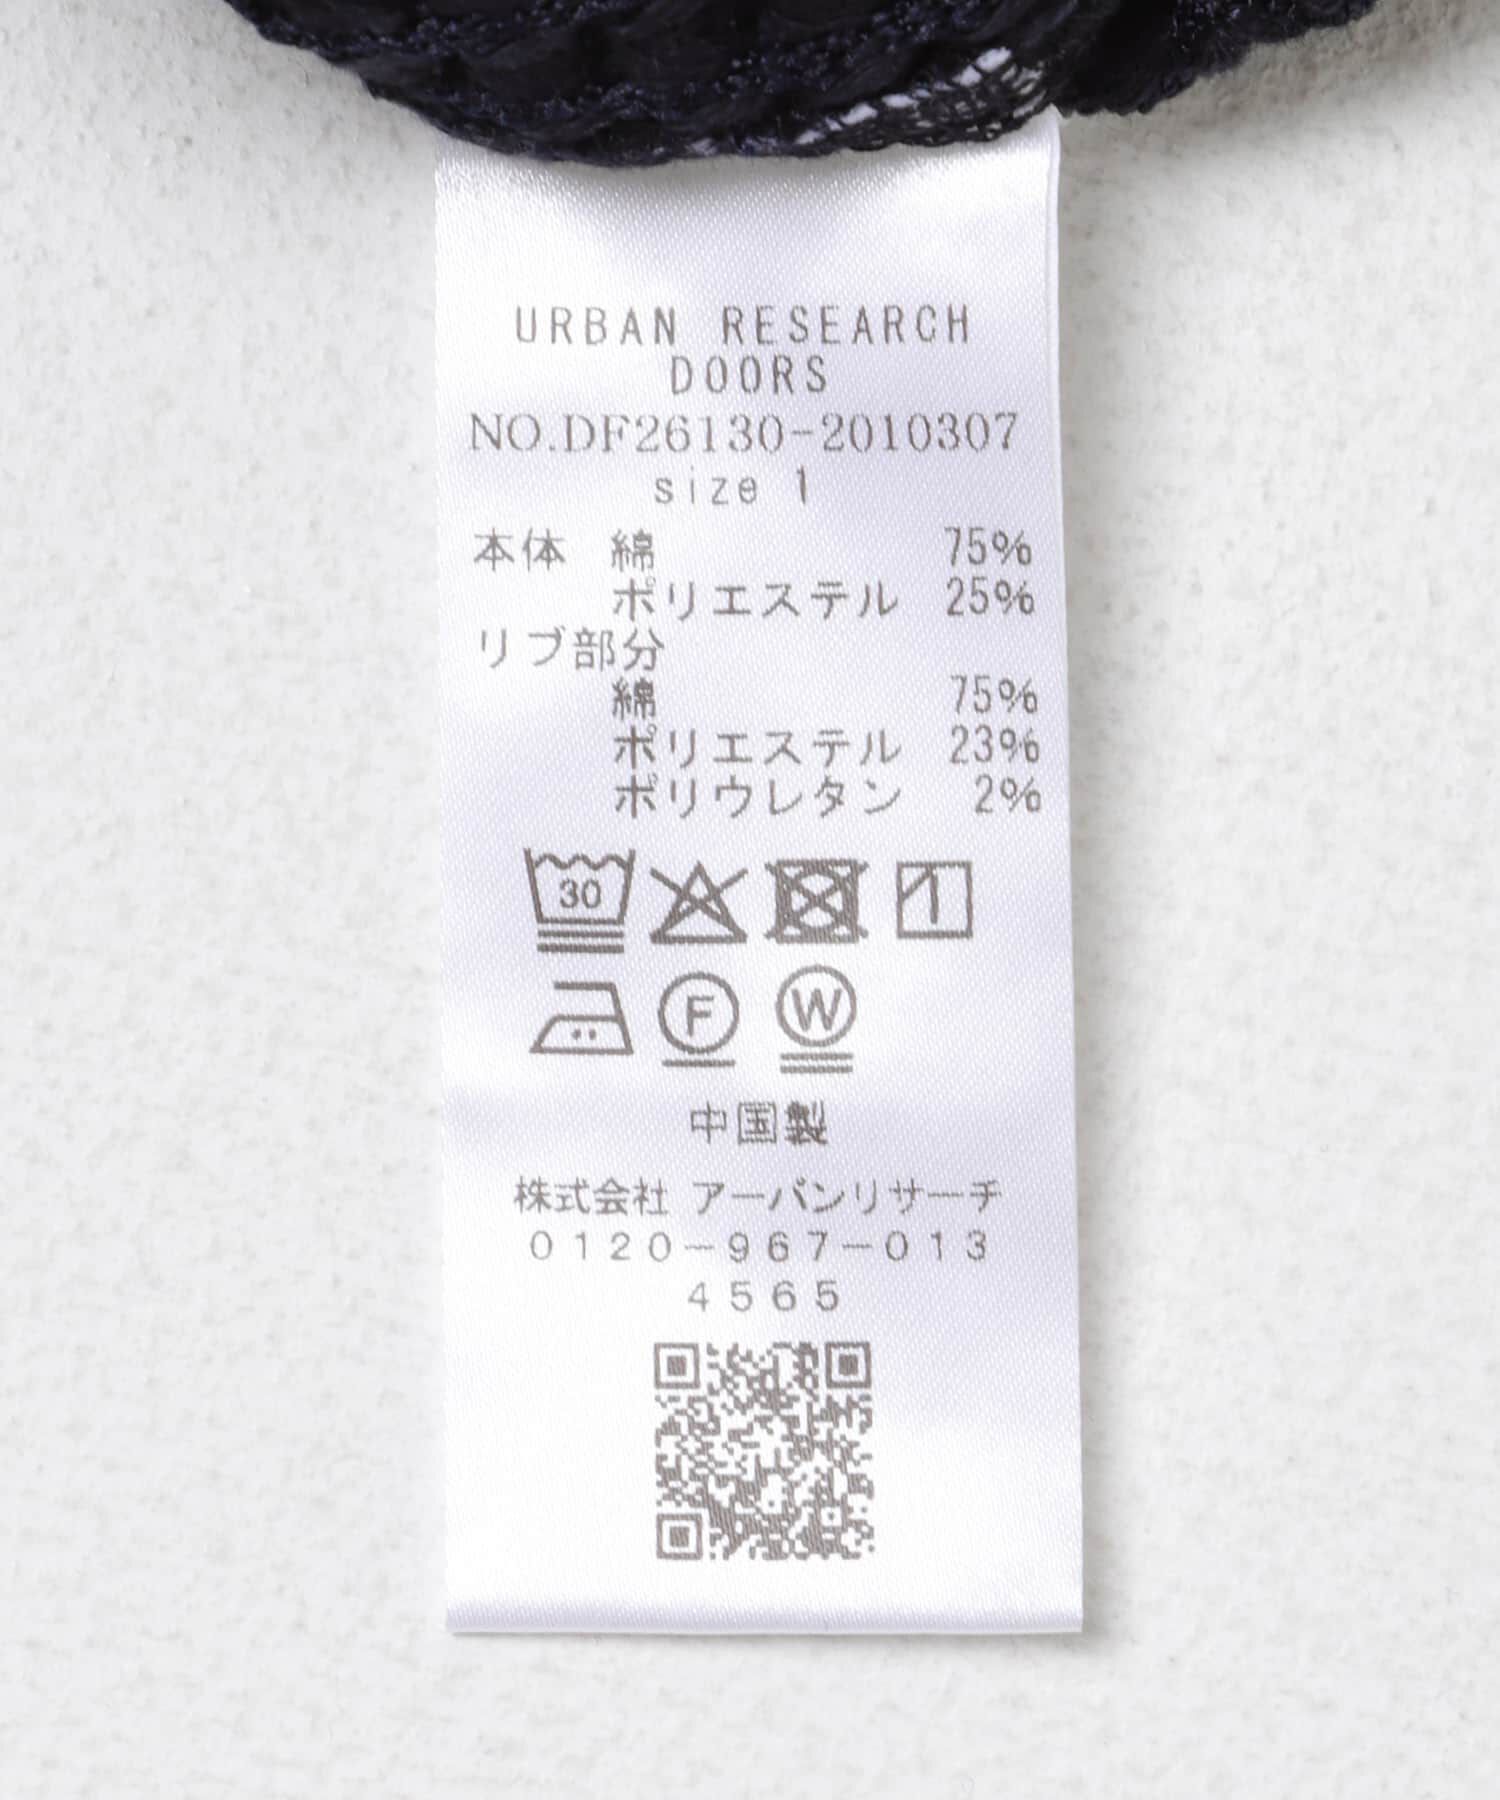 URBAN RESEARCH
DOORS
NO.DF26130-2010307
size 1
本体 綿 75%
ポリエステル 25%
リブ部分
綿 75%
ポリエステル 23%
ポリウレタン 2%
30
F W
中国製
株式会社 アーバンリサーチ
0120-967-013
4565